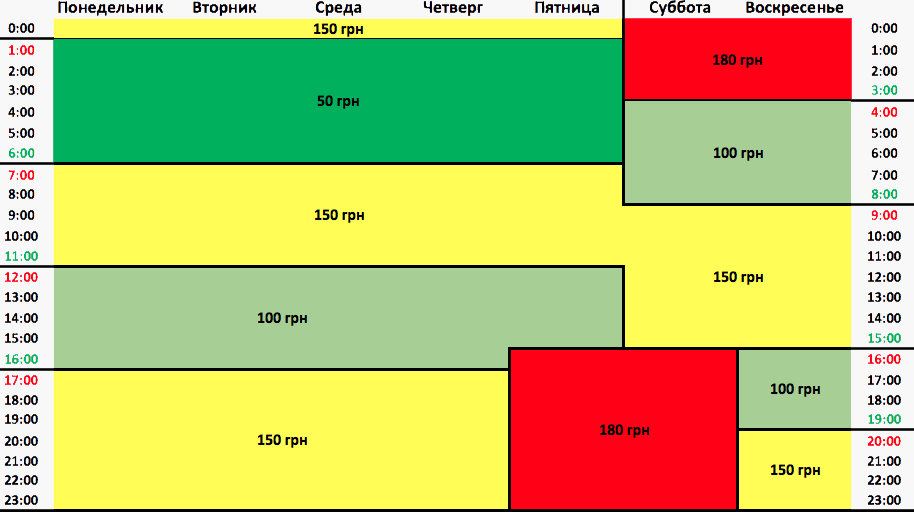 Понедельник Вторник Среда Четверг Пятница Суббота Воскресенье
0:00 150 грн 0:00
1:00 1:00
2:00 180 грн 2:00
3:00 50 грн 3:00
4:00 4:00
5:00 5:00
6:00 100 грн 6:00
7:00 7:00
8:00 8:00
9:00 150 грн 9:00
10:00 10:00
11:00 11:00
12:00 150 грн 12:00
13:00 13:00
14:00 100 грн 14:00
15:00 15:00
16:00 16:00
17:00 100 грн 17:00
18:00 18:00
19:00 19:00
20:00 150 грн 180 грн 20:00
21:00 150 грн 21:00
22:00 22:00
23:00 23:00